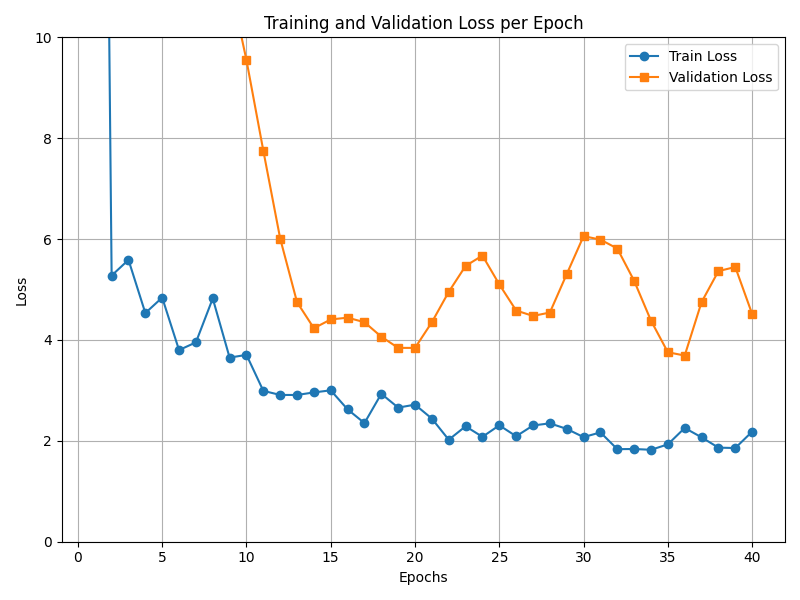 Training and Validation Loss per Epoch
Train Loss
Validation Loss
10
8
6
4
2
0
Loss
0 5 10 15 20 25 30 35 40
Epochs